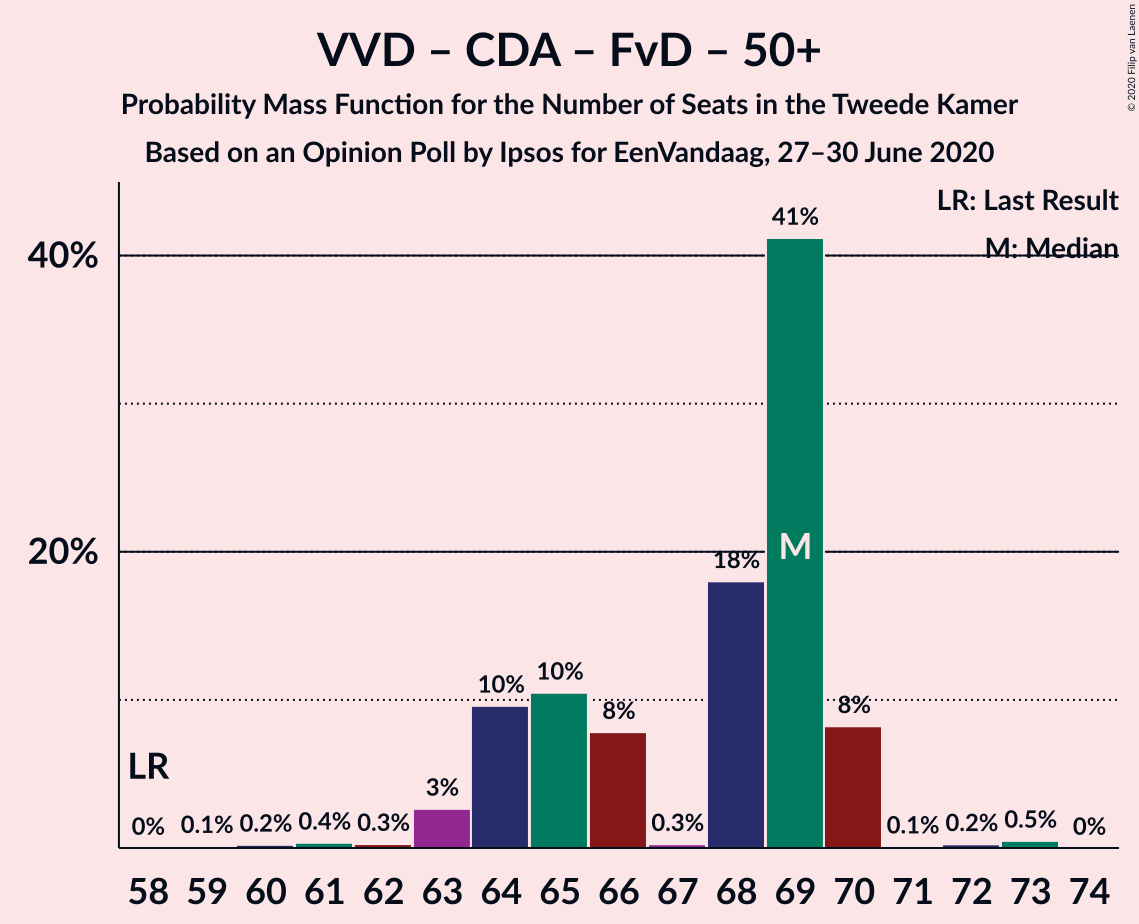 VVD – CDA – FvD – 50+
Probability Mass Function for the Number of Seats in the Tweede Kamer
Based on an Opinion Poll by Ipsos for EenVandaag, 27–30 June 2020
© 2020 Filip van Laenen
LR: Last Result
M: Median
40%
20%
LR
M
0%
0.1%
0.2%
0.4%
0.3%
3%
10%
10%
8%
0.3%
18%
41%
8%
0.1%
0.2%
0.5%
0%
58 59 60 61 62 63 64 65 66 67 68 69 70 71 72 73 74